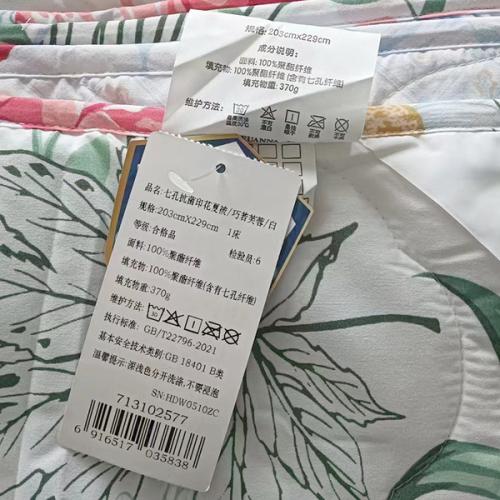 规格:203cmX229cm
成分说明:
面料:100%聚酯纤维
填充物:100%聚酯纤维(含有七孔纤维)
填充物重:370g
维护方法:
UANNA
品名:七孔抗菌印花夏被/巧苔芙蓉/白
规格:203cmX229cm 1床
等级:合格品 检验员:6
面料:100%聚酯纤维
填充物:100%聚酯纤维(含有七孔纤维)
填充物重:370g
维护方法:
执行标准:GB/T22796-2021
基本安全技术类别:GB 18401 B类
温馨提示:深浅色分开洗涤,不要浸泡
SN:HDW0510ZC
713102577
6 916517 035838